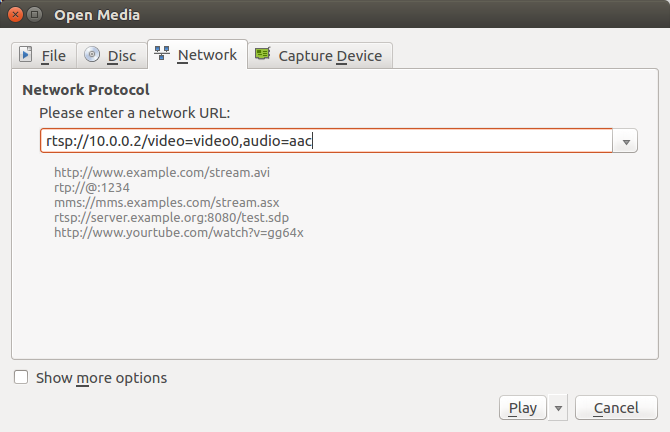 Open Media
File Disc Network Capture Device
Network Protocol
Please enter a network URL:
rtsp://10.0.0.2/video=video0,audio=aac
http://www.example.com/stream.avi
rtp://@:1234
mms://mms.examples.com/stream.asx
rtsp://server.example.org:8080/test.sdp
http://www.yourtube.com/watch?v=gg64x
Show more options
Play Cancel